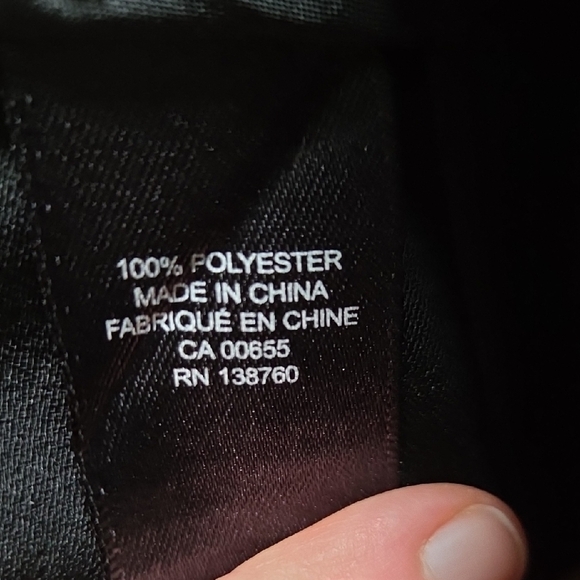 100% POLYESTER
MADE IN CHINA
FABRIQUÉ EN CHINE
CA 00655
RN 138760